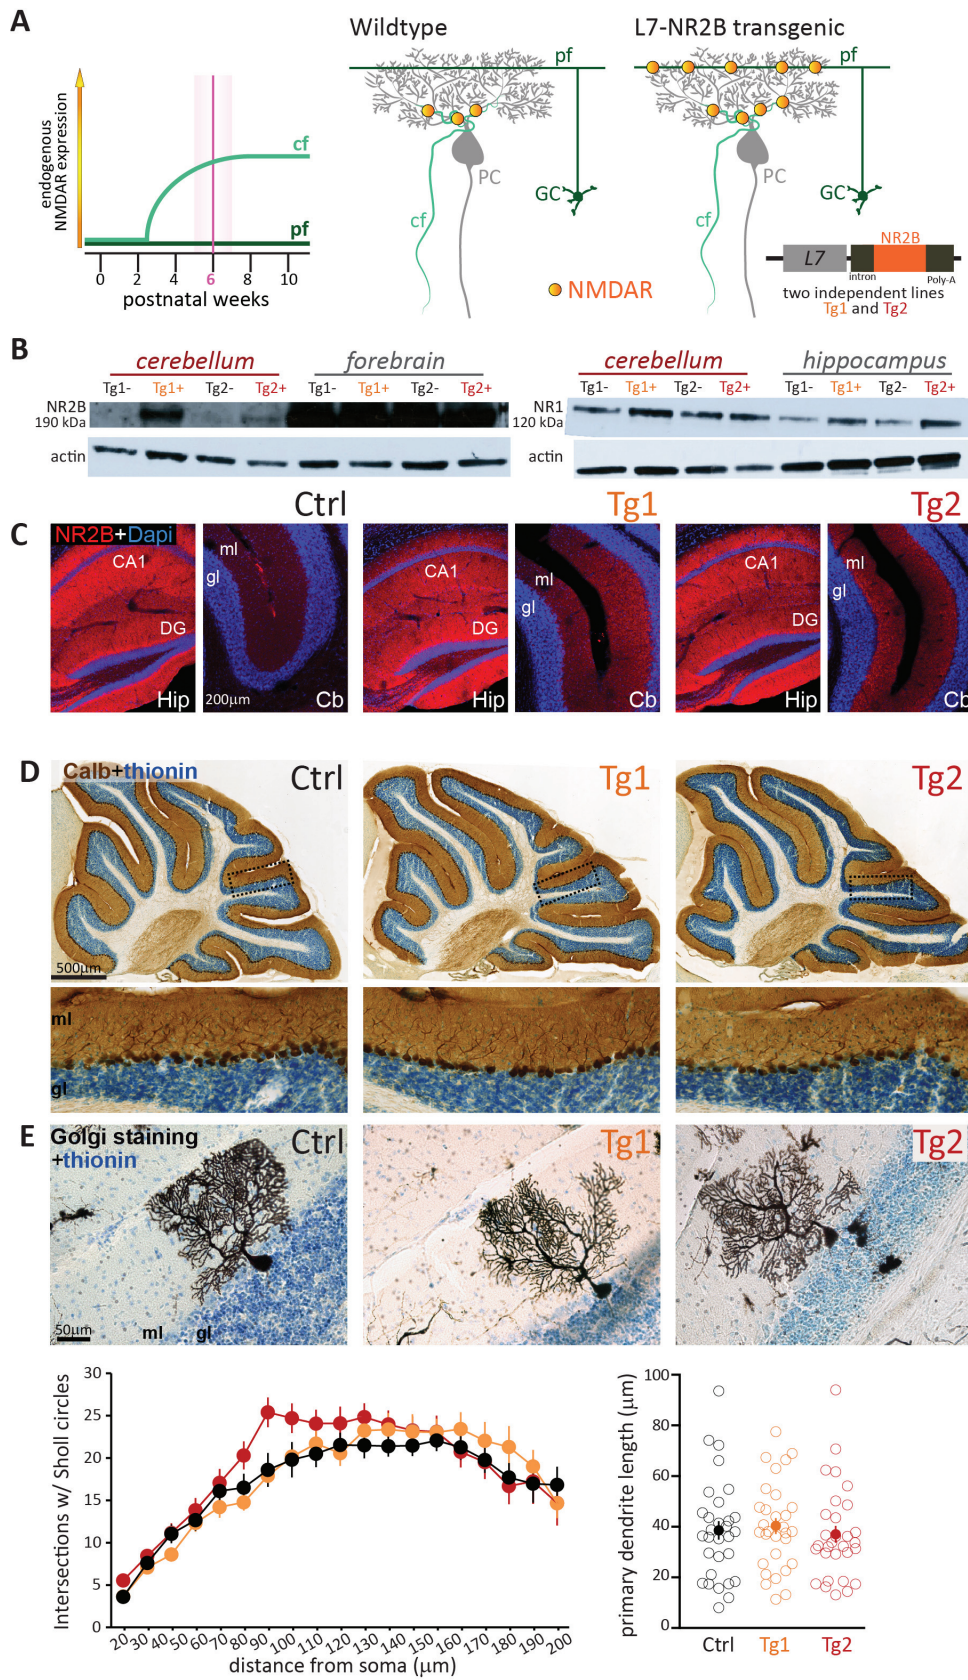 A
Wildtype
L7-NR2B transgenic
endogenous
NMDAR expression
cf
pf
0 2 4 6 8 10
postnatal weeks
pf
PC
GC
cf
NMDAR
pf
PC
GC
cf
NR2B
L7
intron
Poly-A
two independent lines
Tg1 and Tg2
B
cerebellum forebrain
Tg1- Tg1+ Tg2- Tg2+ Tg1- Tg1+ Tg2- Tg2+
NR2B
190 kDa
actin
cerebellum hippocampus
Tg1- Tg1+ Tg2- Tg2+ Tg1- Tg1+ Tg2- Tg2+
NR1
120 kDa
actin
C
Ctrl Tg1 Tg2
NR2B+Dapi
CA1
DG
Hip
ml
gl
200μm
Cb
CA1
DG
Hip
ml
gl
Cb
CA1
DG
Hip
ml
gl
Cb
D
Calb+thionin
Ctrl Tg1 Tg2
500μm
ml
gl
E
Golgi staining
+thionin
Ctrl Tg1 Tg2
50μm
ml gl
Intersections w/ Sholl circles
30
25
20
15
10
5
0
20 30 40 50 60 70 80 90 100 110 120 130 140 150 160 170 180 190 200
distance from soma (μm)
primary dendrite length (μm)
100
80
60
40
20
0
Ctrl Tg1 Tg2